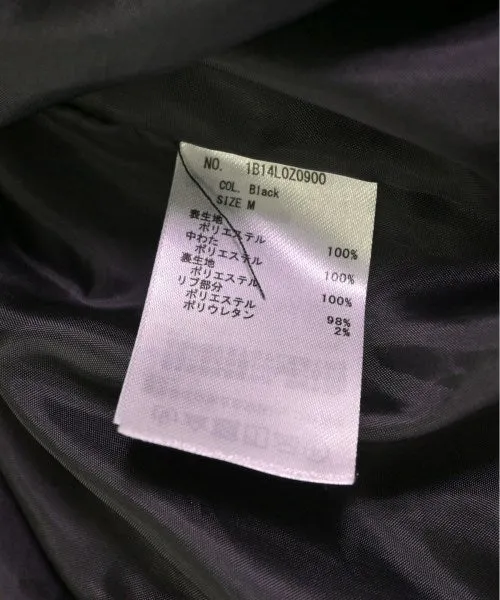 NO. 1B14L0Z0900
COL. Black
SIZE M
表生地
ポリエステル 100%
中わた
ポリエステル 100%
裏生地
ポリエステル 100%
リブ部分
ポリエステル 98%
ポリウレタン 2%